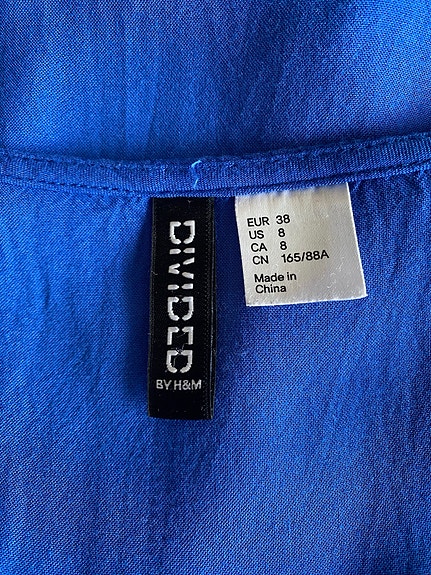 DIVIDED
BY H&M
EUR 38
US 8
CA 8
CN 165/88A
Made in
China